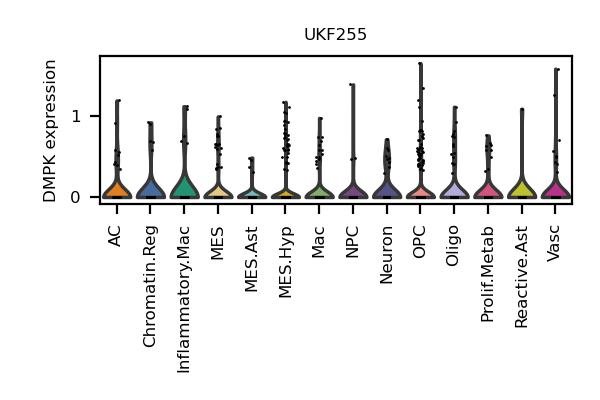 UKF255
DMPK expression
1
0
AC
Chromatin.Reg
Inflammatory.Mac
MES
MES.Ast
MES.Hyp
Mac
NPC
Neuron
OPC
Oligo
Prolif.Metab
Reactive.Ast
Vasc